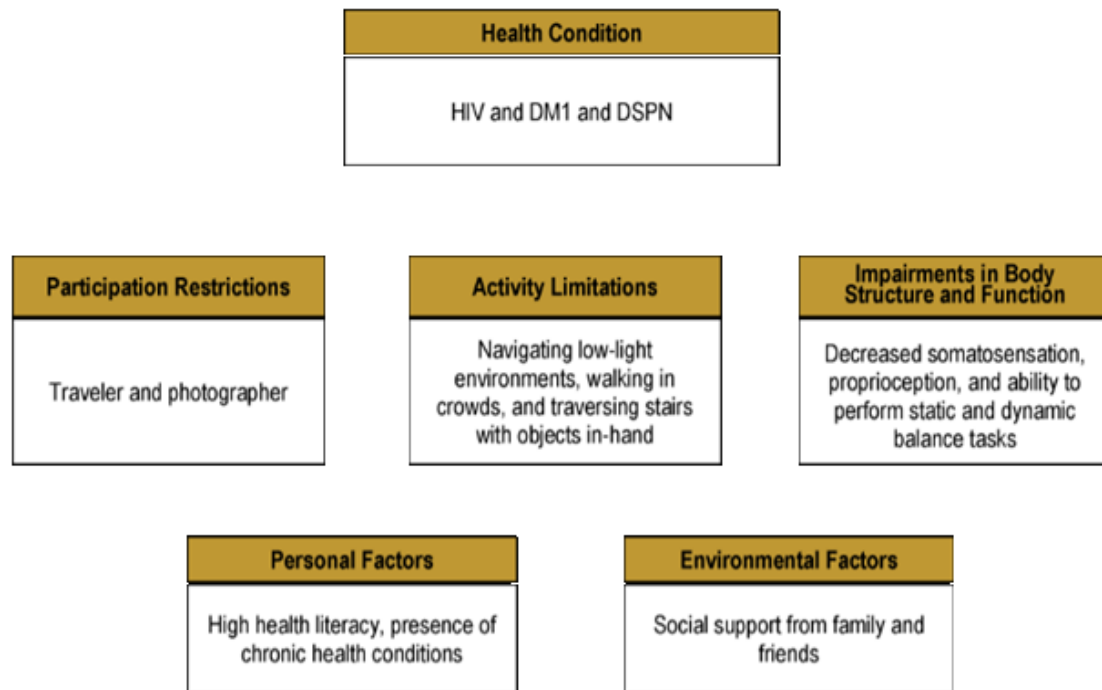 Health Condition
HIV and DM1 and DSPN
Participation Restrictions
Traveler and photographer
Activity Limitations
Navigating low-light
environments, walking in
crowds, and traversing stairs
with objects in-hand
Impairments in Body
Structure and Function
Decreased somatosensation,
proprioception, and ability to
perform static and dynamic
balance tasks
Personal Factors
High health literacy, presence of
chronic health conditions
Environmental Factors
Social support from family and
friends